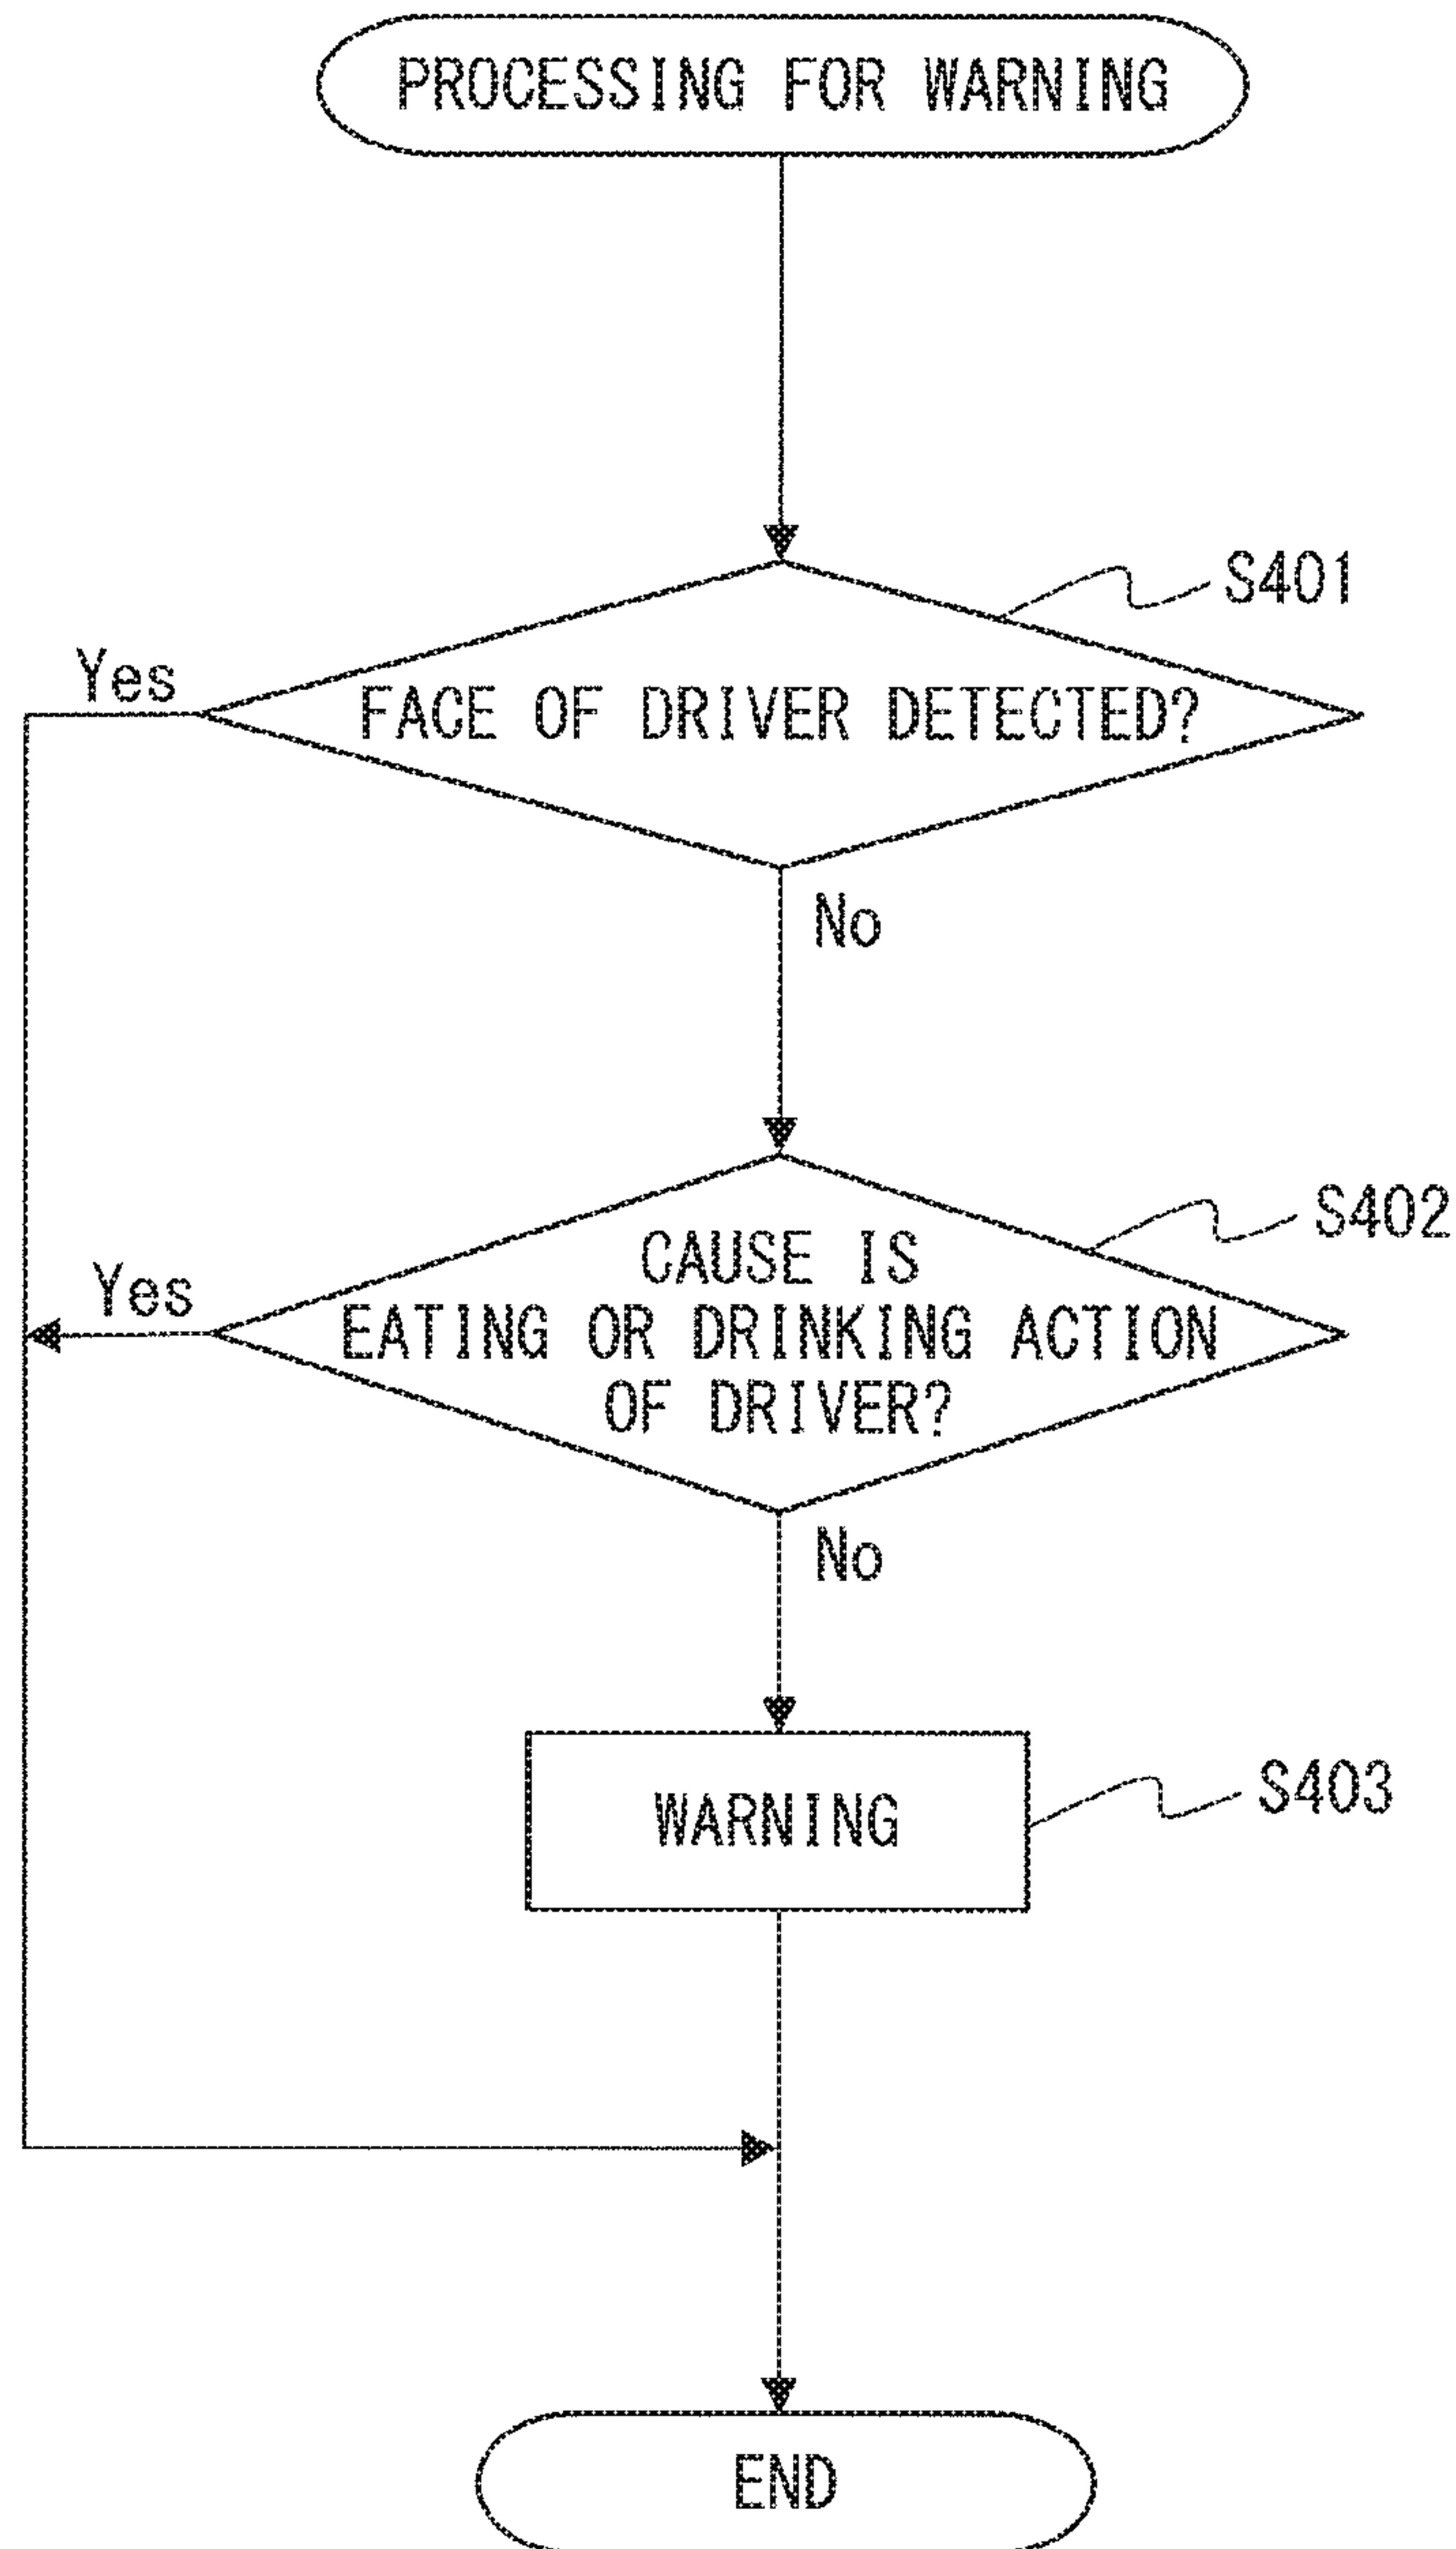 PROCESSING FOR WARNING
S401
Yes
FACE OF DRIVER DETECTED?
No
S402
Yes
CAUSE IS
EATING OR DRINKING ACTION
OF DRIVER?
No
WARNING
S403
END